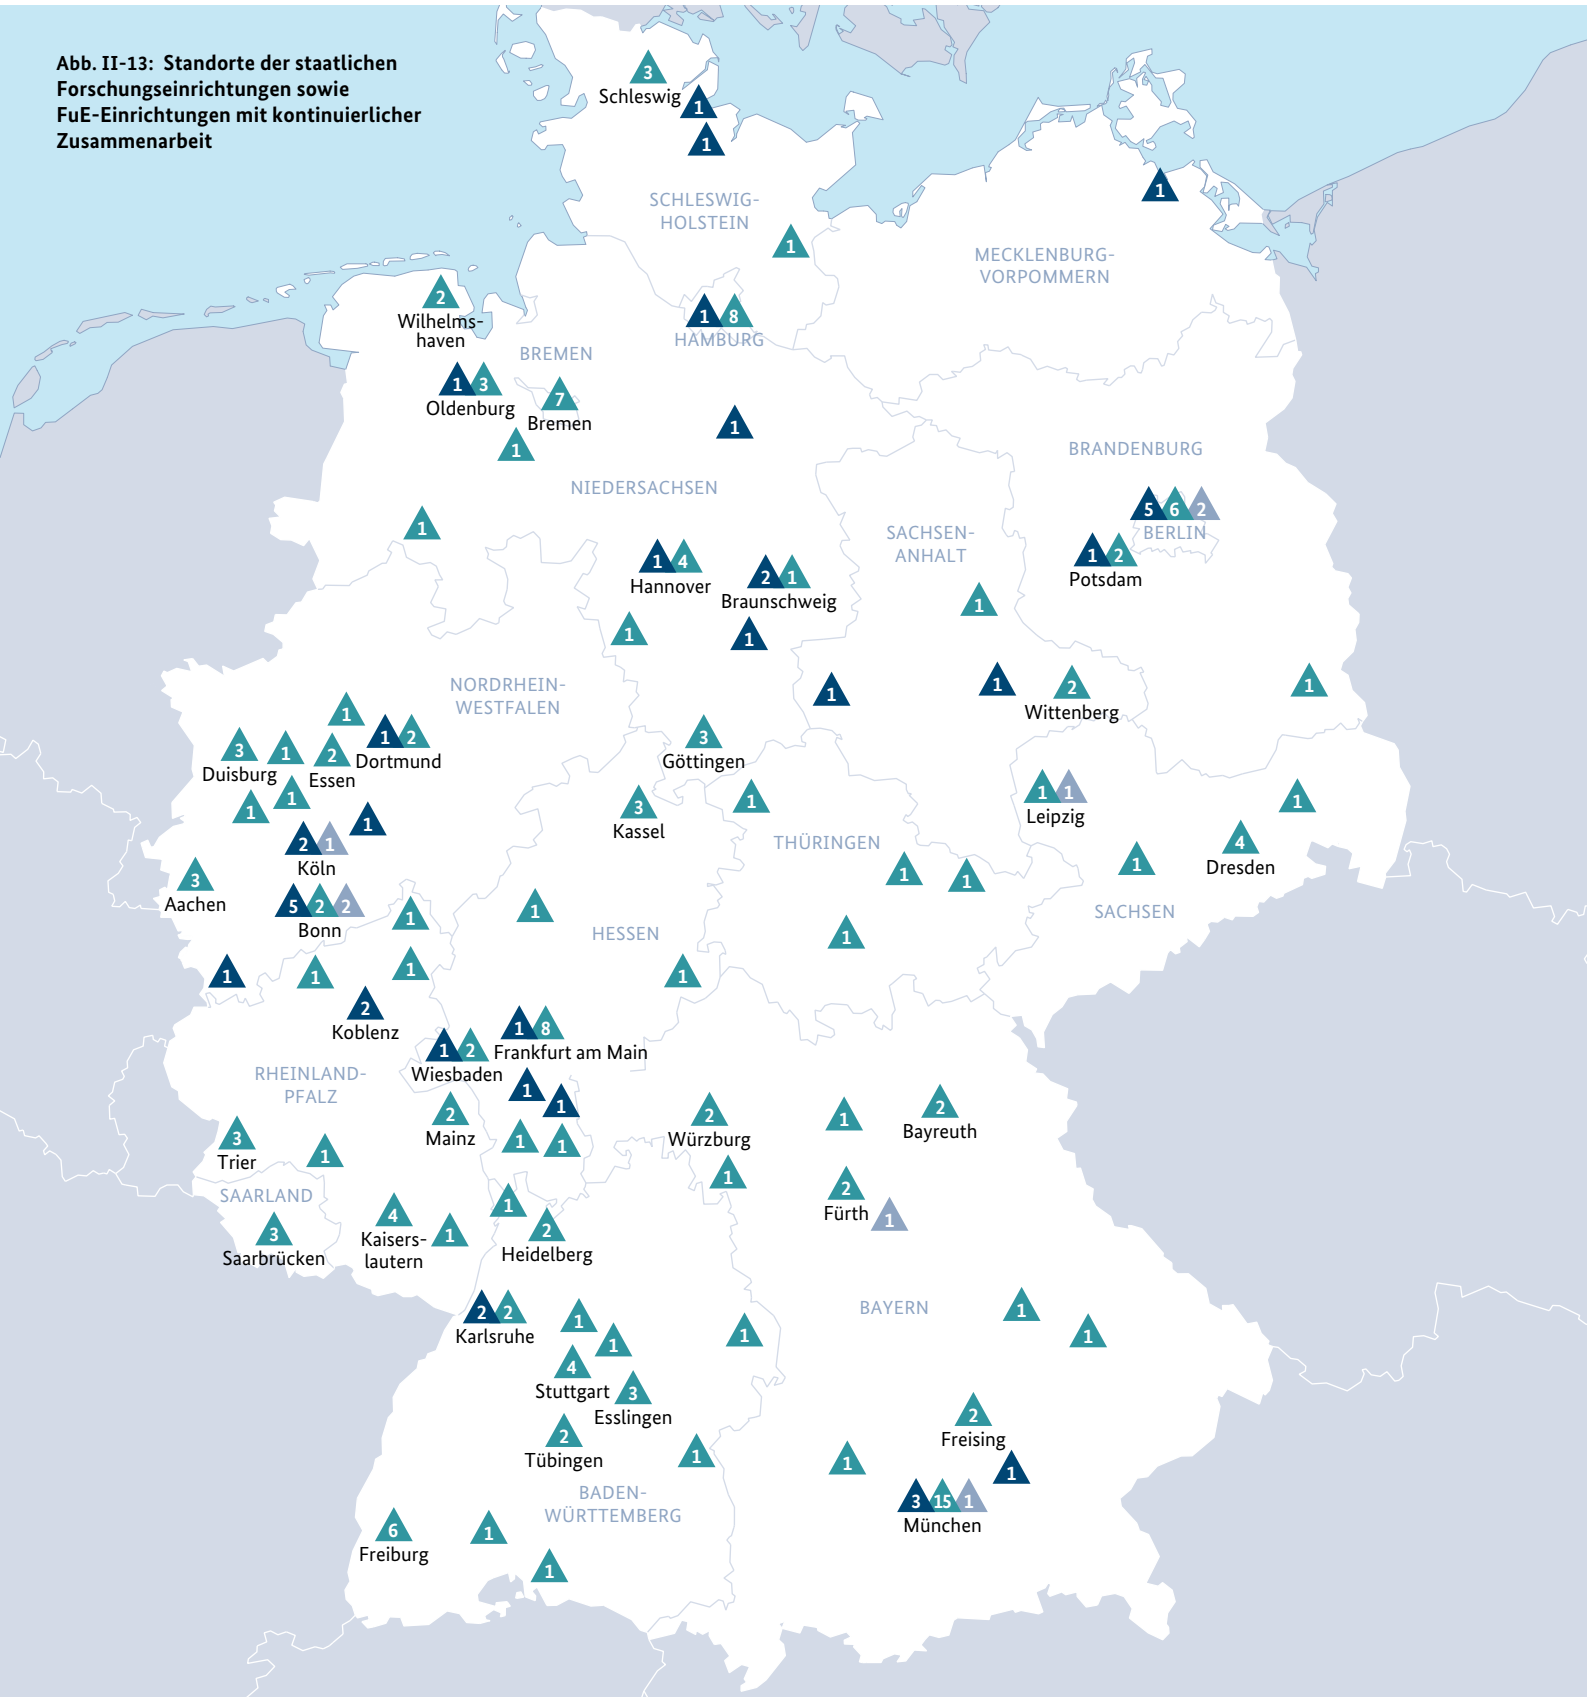 Abb. II-13: Standorte der staatlichen
Forschungseinrichtungen sowie
FuE-Einrichtungen mit kontinuierlicher
Zusammenarbeit
3
Schleswig
1
1
1
SCHLESWIG-
HOLSTEIN
1
MECKLENBURG-
VORPOMMERN
2
Wilhelms-
haven
1 8
HAMBURG
BREMEN
1 3
Oldenburg
7
Bremen
1
1
BRANDENBURG
NIEDERSACHSEN
5 6 2
BERLIN
1
SACHSEN-
ANHALT
1 2
Potsdam
1 4
Hannover
2 1
Braunschweig
1
1
1
NORDRHEIN-
WESTFALEN
1
1
2
Wittenberg
1
1
3
Duisburg
1
2
Essen
1 2
Dortmund
3
Göttingen
1
1
1
2 1
Köln
3
Kassel
1
THÜRINGEN
1 1
Leipzig
1
4
Dresden
1
3
Aachen
5 2 2
Bonn
1
1
HESSEN
1
1
1
SACHSEN
1
1
1
1
2
Koblenz
1 8
Frankfurt am Main
1 2
Wiesbaden
RHEINLAND-
PFALZ
1
1
2
Mainz
1
1
2
Würzburg
1
2
Bayreuth
3
Trier
1
1
SAARLAND
3
Saarbrücken
4
Kaisers-
lautern
1
1
2
Heidelberg
2
Fürth
1
2 2
Karlsruhe
1
1
1
BAYERN
1
1
4
Stuttgart
3
Esslingen
2
Tübingen
1
1
2
Freising
1
3 15 1
München
BADEN-
WÜRTTEMBERG
6
Freiburg
1
1